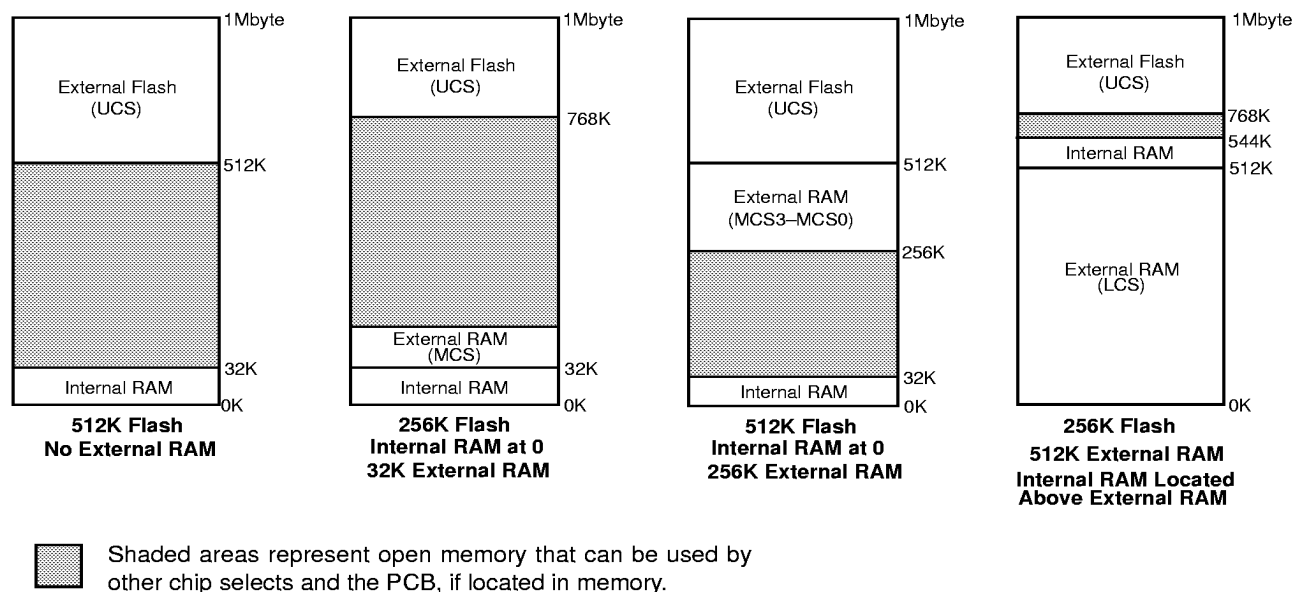 1Mbyte
External Flash
(UCS)
512K
32K
Internal RAM
0K
512K Flash
No External RAM
1Mbyte
External Flash
(UCS)
768K
External RAM
(MCS)
32K
Internal RAM
0K
256K Flash
Internal RAM at 0
32K External RAM
1Mbyte
External Flash
(UCS)
512K
External RAM
(MCS3–MCS0)
256K
32K
Internal RAM
0K
512K Flash
Internal RAM at 0
256K External RAM
1Mbyte
External Flash
(UCS)
768K
544K
Internal RAM
512K
External RAM
(LCS)
0K
256K Flash
512K External RAM
Internal RAM Located
Above External RAM
Shaded areas represent open memory that can be used by
other chip selects and the PCB, if located in memory.